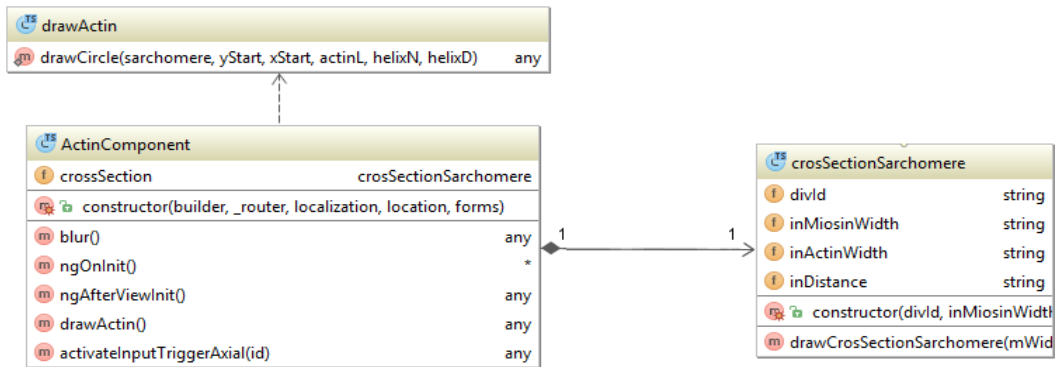 drawActin
drawCircle(sarchomere, yStart, xStart, actinL, helixN, helixD) any
ActinComponent
crossSection crosSectionSarchomere
constructor(builder, _router, localization, location, forms)
blur() any
ngOnInit() *
ngAfterViewInit() any
drawActin() any
activateInputTriggerAxial(id) any
1 1
crosSectionSarchomere
divId string
inMiosinWidth string
inActinWidth string
inDistance string
constructor(divId, inMiosinWidth
drawCrosSectionSarchomere(mWid